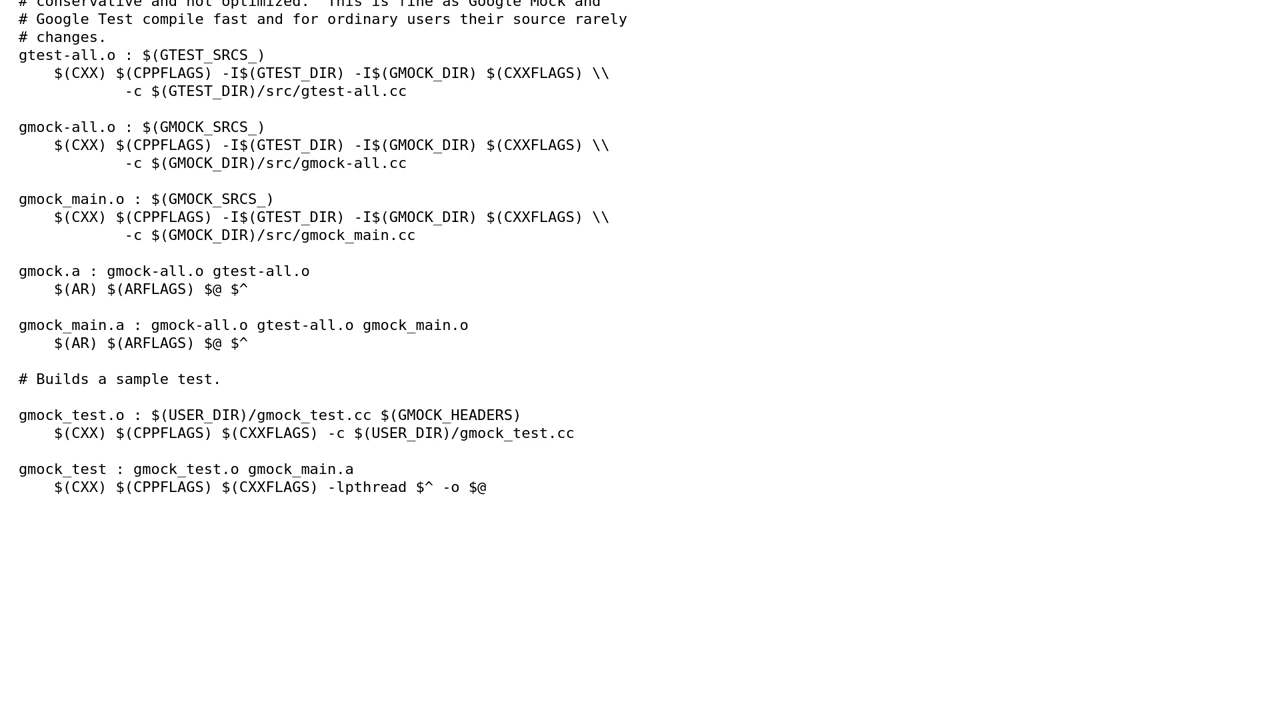 # conservative and not optimized.  This is fine as Google Mock and
# Google Test compile fast and for ordinary users their source rarely
# changes.
gtest-all.o : $(GTEST_SRCS_)
    $(CXX) $(CPPFLAGS) -I$(GTEST_DIR) -I$(GMOCK_DIR) $(CXXFLAGS) \\
            -c $(GTEST_DIR)/src/gtest-all.cc

gmock-all.o : $(GMOCK_SRCS_)
    $(CXX) $(CPPFLAGS) -I$(GTEST_DIR) -I$(GMOCK_DIR) $(CXXFLAGS) \\
            -c $(GMOCK_DIR)/src/gmock-all.cc

gmock_main.o : $(GMOCK_SRCS_)
    $(CXX) $(CPPFLAGS) -I$(GTEST_DIR) -I$(GMOCK_DIR) $(CXXFLAGS) \\
            -c $(GMOCK_DIR)/src/gmock_main.cc

gmock.a : gmock-all.o gtest-all.o
    $(AR) $(ARFLAGS) $@ $^

gmock_main.a : gmock-all.o gtest-all.o gmock_main.o
    $(AR) $(ARFLAGS) $@ $^

# Builds a sample test.

gmock_test.o : $(USER_DIR)/gmock_test.cc $(GMOCK_HEADERS)
    $(CXX) $(CPPFLAGS) $(CXXFLAGS) -c $(USER_DIR)/gmock_test.cc

gmock_test : gmock_test.o gmock_main.a
    $(CXX) $(CPPFLAGS) $(CXXFLAGS) -lpthread $^ -o $@